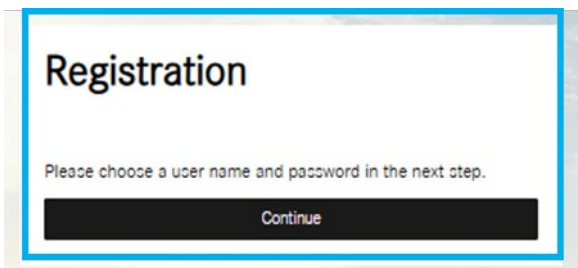 Registration
Please choose a user name and password in the next step.
Continue